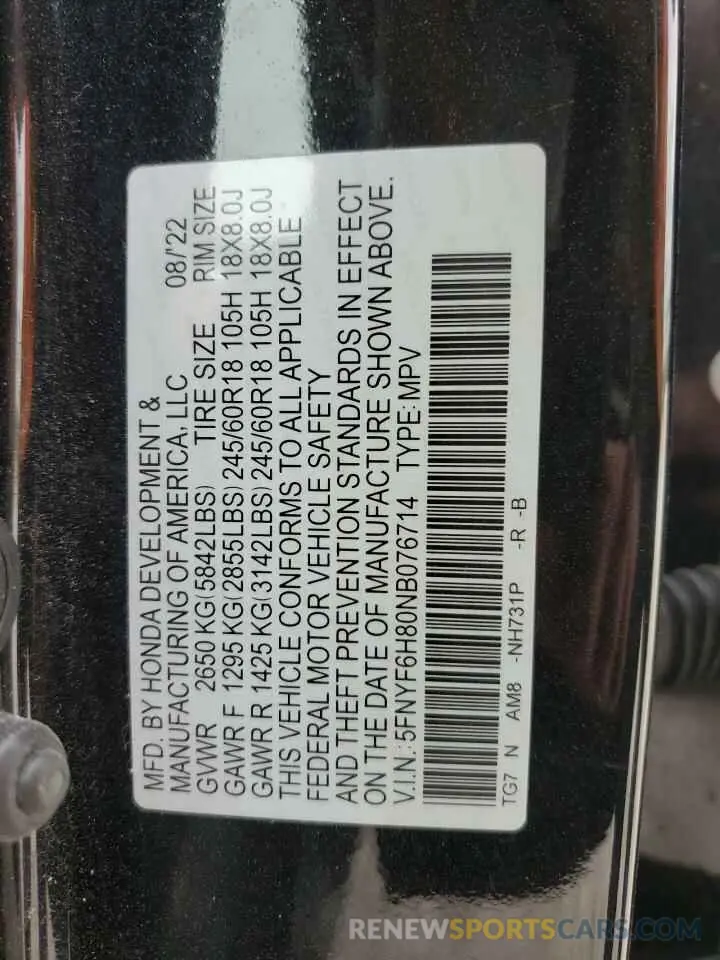 MFD. BY HONDA DEVELOPMENT &
MANUFACTURING OF AMERICA, LLC 08/'22
GVWR 2650 KG(5842LBS) TIRE SIZE RIM SIZE
GAWR F 1295 KG(2855LBS)245/60R18 105H 18X8.0J
GAWR R 1425 KG(3142LBS)245/60R18 105H 18X8.0J
THIS VEHICLE CONFORMS TO ALL APPLICABLE
FEDERAL MOTOR VEHICLE SAFETY
AND THEFT PREVENTION STANDARDS IN EFFECT
ON THE DATE OF MANUFACTURE SHOWN ABOVE.
V.I.N.:5FNYF6H80NB076714 TYPE:MPV
TG7 N AM8 -NH731P -R -B
RENEWSPORTSCARS.COM